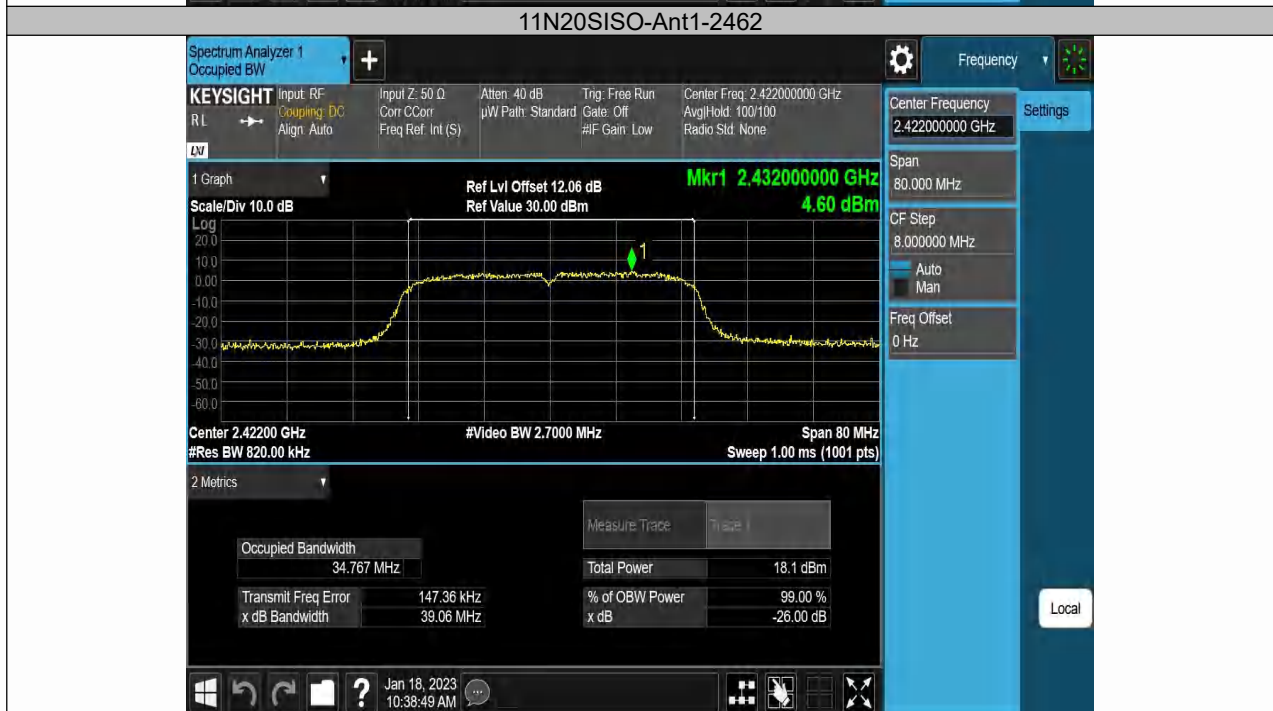 11N20SISO-Ant1-2462
Spectrum Analyzer 1
Occupied BW
+
Frequency
KEYSIGHT
RL
LXI
Input: RF
Coupling: DC
Align: Auto
Input Z: 50 Ω
Corr CCorr
Freq Ref: Int (S)
Atten: 40 dB
µW Path: Standard
Trig: Free Run
Gate: Off
#IF Gain: Low
Center Freq: 2.422000000 GHz
Avg|Hold: 100/100
Radio Std: None
Center Frequency
2.422000000 GHz
Settings
Span
80.000 MHz
CF Step
8.000000 MHz
Auto
Man
Freq Offset
0 Hz
1 Graph
Scale/Div 10.0 dB
Ref Lvl Offset 12.06 dB
Ref Value 30.00 dBm
Mkr1 2.432000000 GHz
4.60 dBm
Log
20.0
10.0
0.00
-10.0
-20.0
-30.0
-40.0
-50.0
-60.0
1
Center 2.42200 GHz
#Res BW 820.00 kHz
#Video BW 2.7000 MHz
Span 80 MHz
Sweep 1.00 ms (1001 pts)
2 Metrics
Measure Trace
Trace 1
Occupied Bandwidth
34.767 MHz
Total Power
18.1 dBm
Transmit Freq Error
147.36 kHz
% of OBW Power
99.00 %
x dB Bandwidth
39.06 MHz
x dB
-26.00 dB
Local
?
Jan 18, 2023
10:38:49 AM